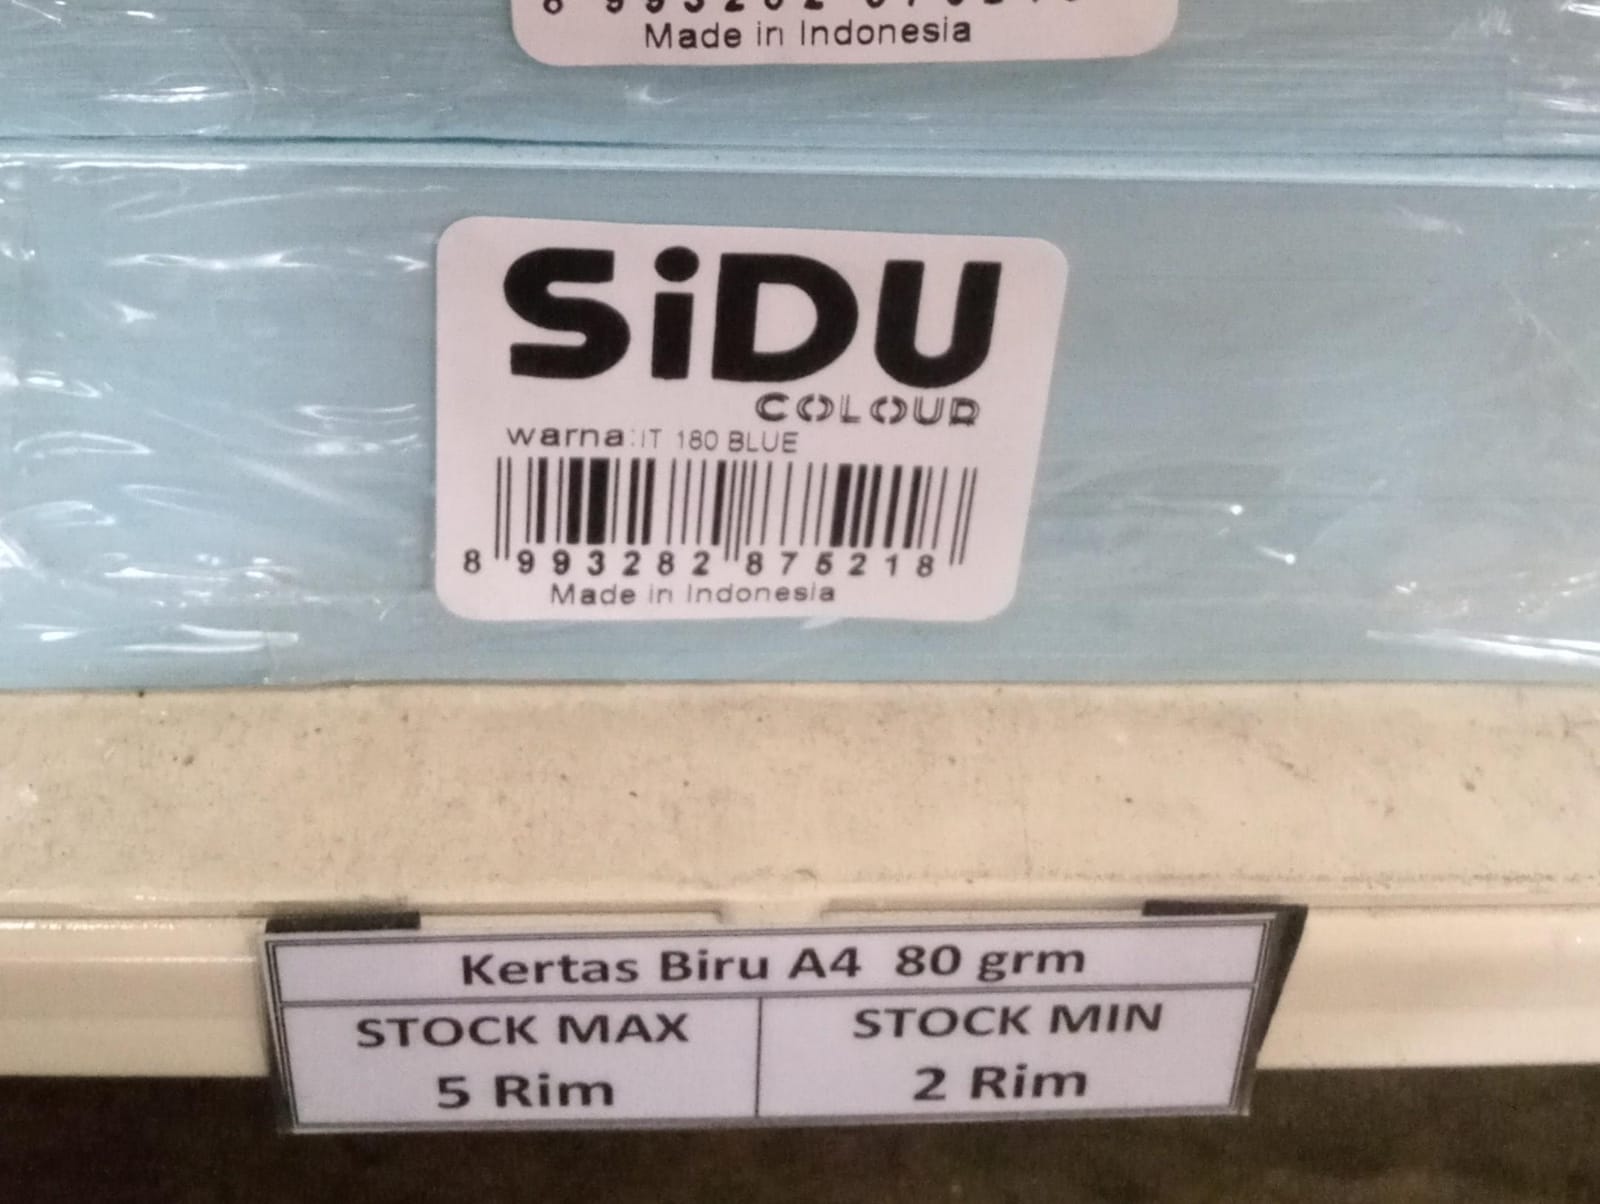 Made in Indonesia
SiDU
COLOUR
warna:IT 180 BLUE
8 993282 875218
Made in Indonesia
Kertas Biru A4 80 grm
STOCK MAX
STOCK MIN
5 Rim
2 Rim